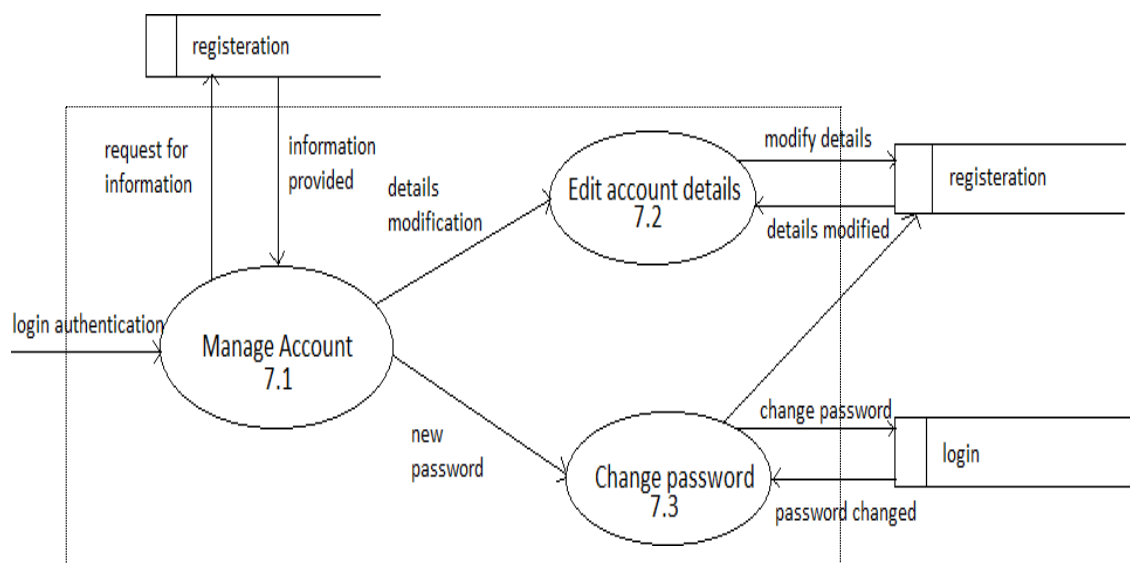 registeration
request for
information
information
provided
details
modification
Edit account details
7.2
modify details
details modified
registeration
login authentication
Manage Account
7.1
new
password
Change password
7.3
change password
password changed
login